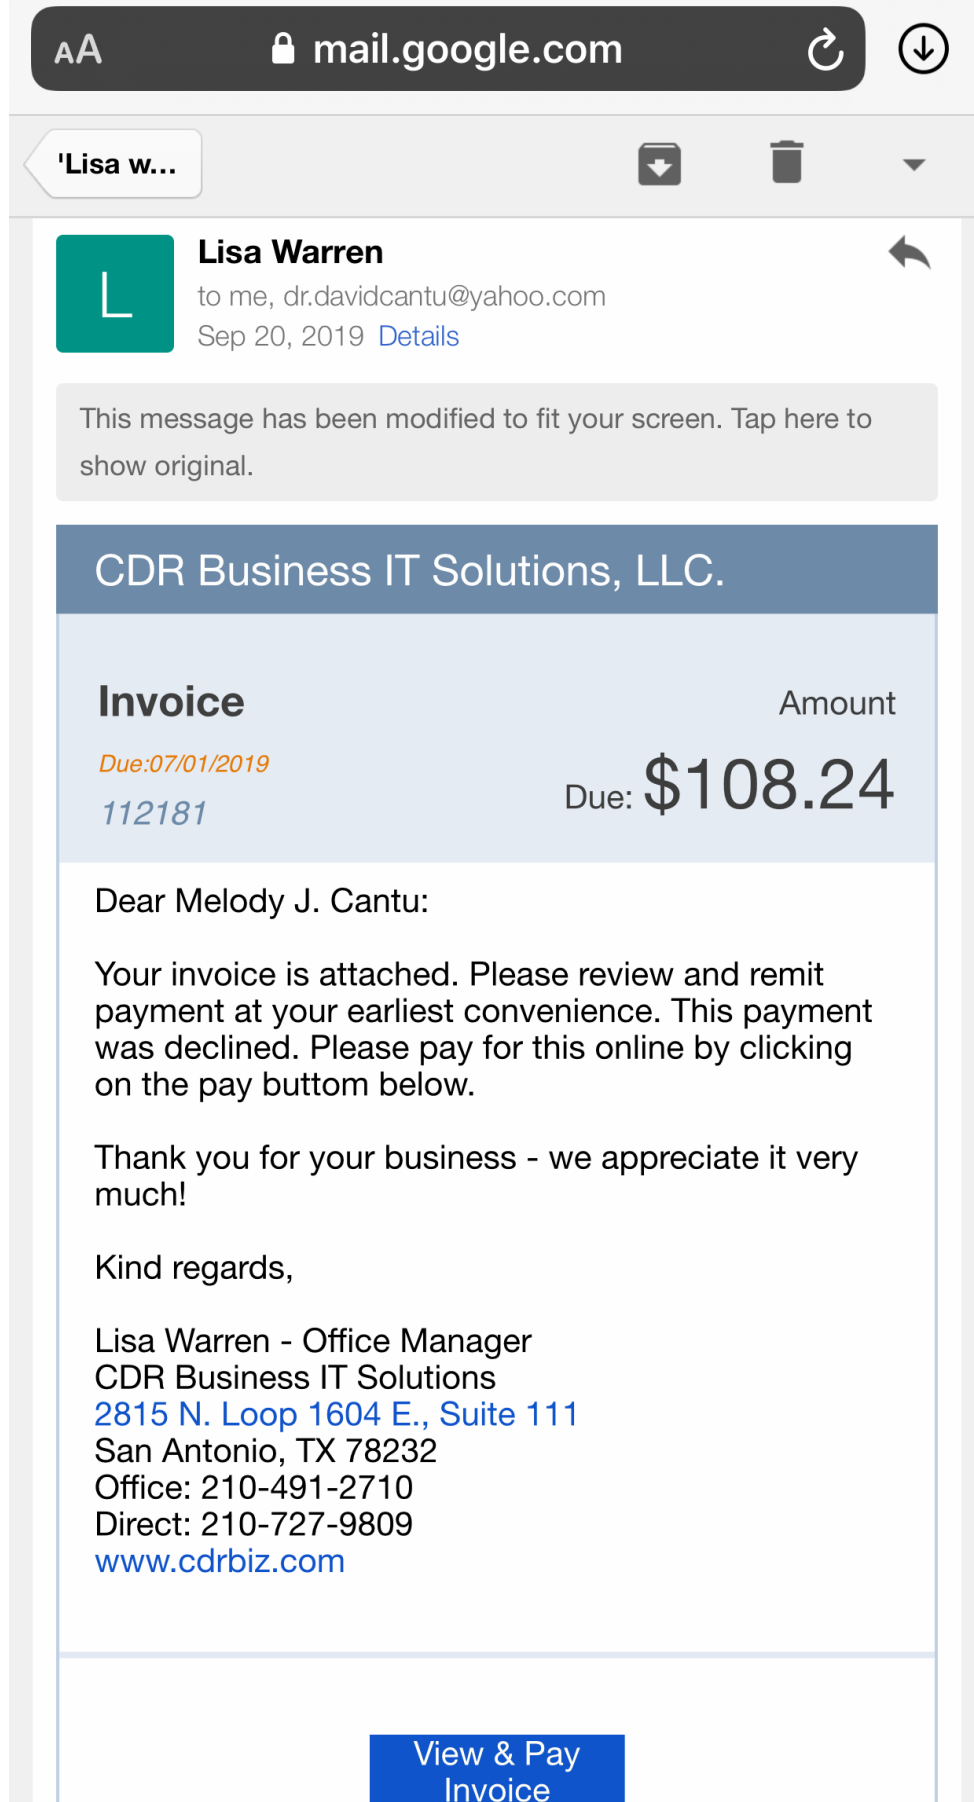 AA mail.google.com
'Lisa w...
L
Lisa Warren
to me, dr.davidcantu@yahoo.com
Sep 20, 2019 Details
This message has been modified to fit your screen. Tap here to
show original.
CDR Business IT Solutions, LLC.
Invoice
Amount
Due:07/01/2019
Due: $108.24
112181
Dear Melody J. Cantu:
Your invoice is attached. Please review and remit
payment at your earliest convenience. This payment
was declined. Please pay for this online by clicking
on the pay buttom below.
Thank you for your business - we appreciate it very
much!
Kind regards,
Lisa Warren - Office Manager
CDR Business IT Solutions
2815 N. Loop 1604 E., Suite 111
San Antonio, TX 78232
Office: 210-491-2710
Direct: 210-727-9809
www.cdrbiz.com
View & Pay
Invoice